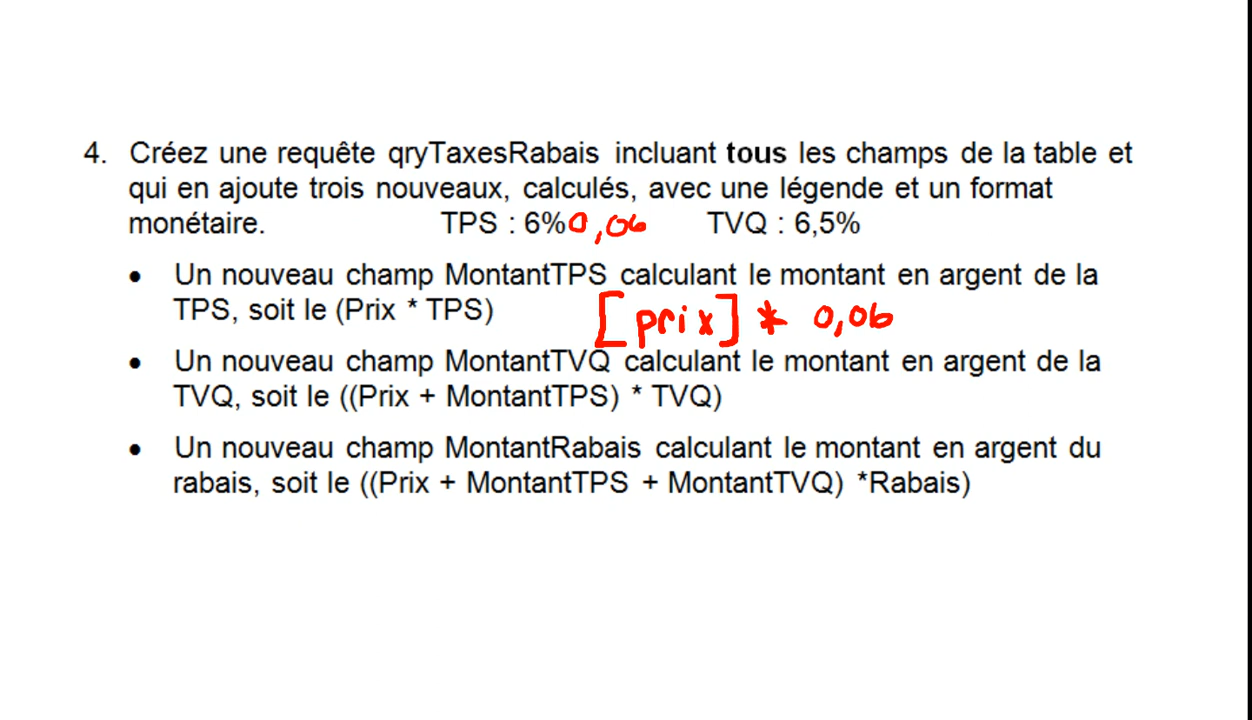 4. Créez une requête qryTaxesRabais incluant tous les champs de la table et
qui en ajoute trois nouveaux, calculés, avec une légende et un format
monétaire. TPS : 6% 0,06 TVQ : 6,5%
• Un nouveau champ MontantTPS calculant le montant en argent de la
TPS, soit le (Prix * TPS) [prix] * 0,06
• Un nouveau champ MontantTVQ calculant le montant en argent de la
TVQ, soit le ((Prix + MontantTPS) * TVQ)
• Un nouveau champ MontantRabais calculant le montant en argent du
rabais, soit le ((Prix + MontantTPS + MontantTVQ) *Rabais)